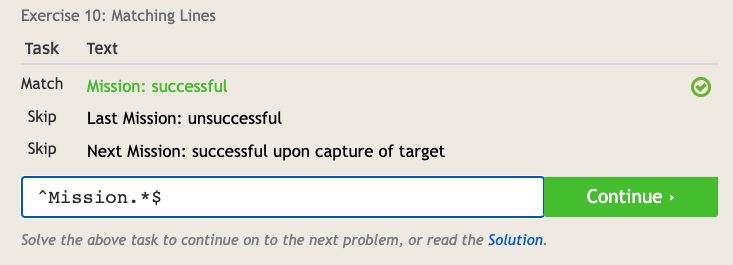 Exercise 10: Matching Lines
Task Text
Match Mission: successful
Skip Last Mission: unsuccessful
Skip Next Mission: successful upon capture of target
^Mission.*$ Continue ›
Solve the above task to continue on to the next problem, or read the Solution.